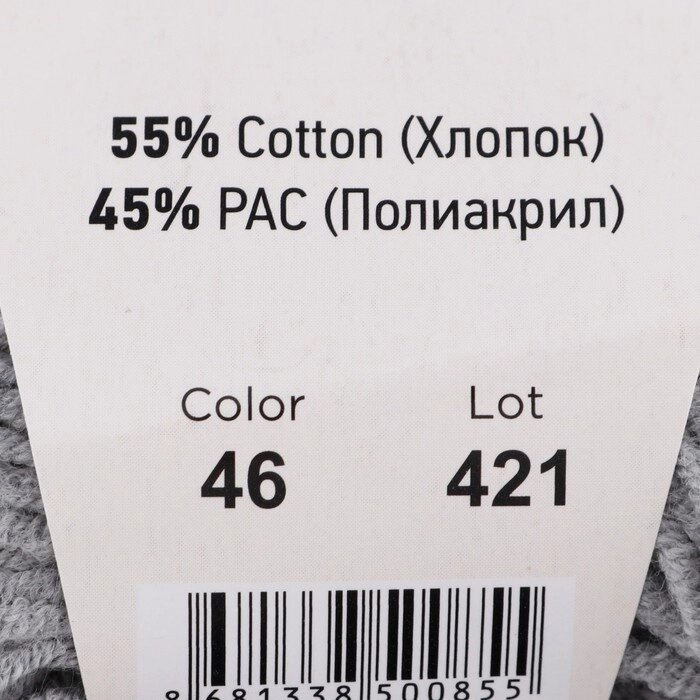 55% Cotton (Хлопок)
45% PAC (Полиакрил)
Color Lot
46 421
8 681338 500855